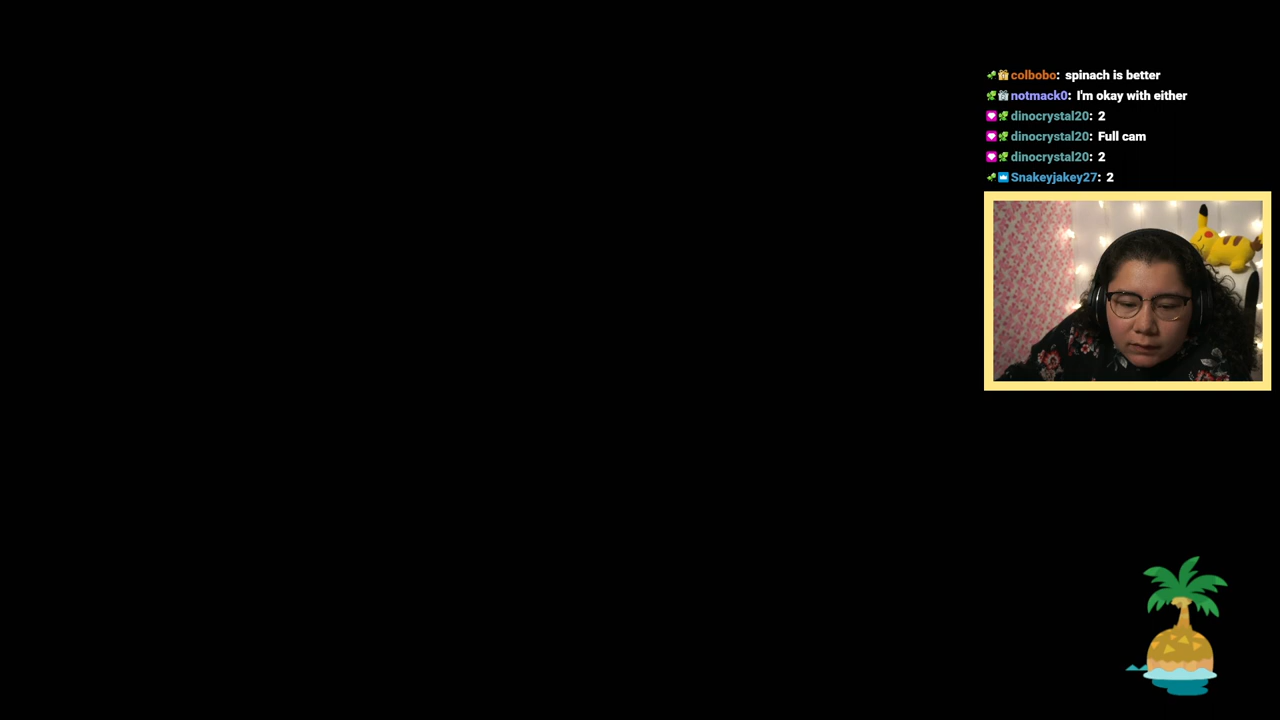 colbobo: spinach is better
notmack0: I'm okay with either
dinocrystal20: 2
dinocrystal20: Full cam
dinocrystal20: 2
Snakeyjakey27: 2